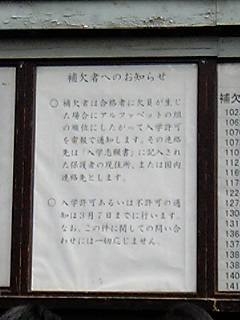 補欠者へのお知らせ
○ 補欠者は合格者に欠員が生じ
た場合にアルファベットの組
の順位にしたがって入学許可
を電報で通知します。その連絡
先は「入学志願書」に記入され
た保護者の現住所、または国内
連絡先とします。
○ 入学許可あるいは不許可の通
知は3月7日までに行います。
なお、この件に関しての問い合
わせには一切応じません。
補欠
102